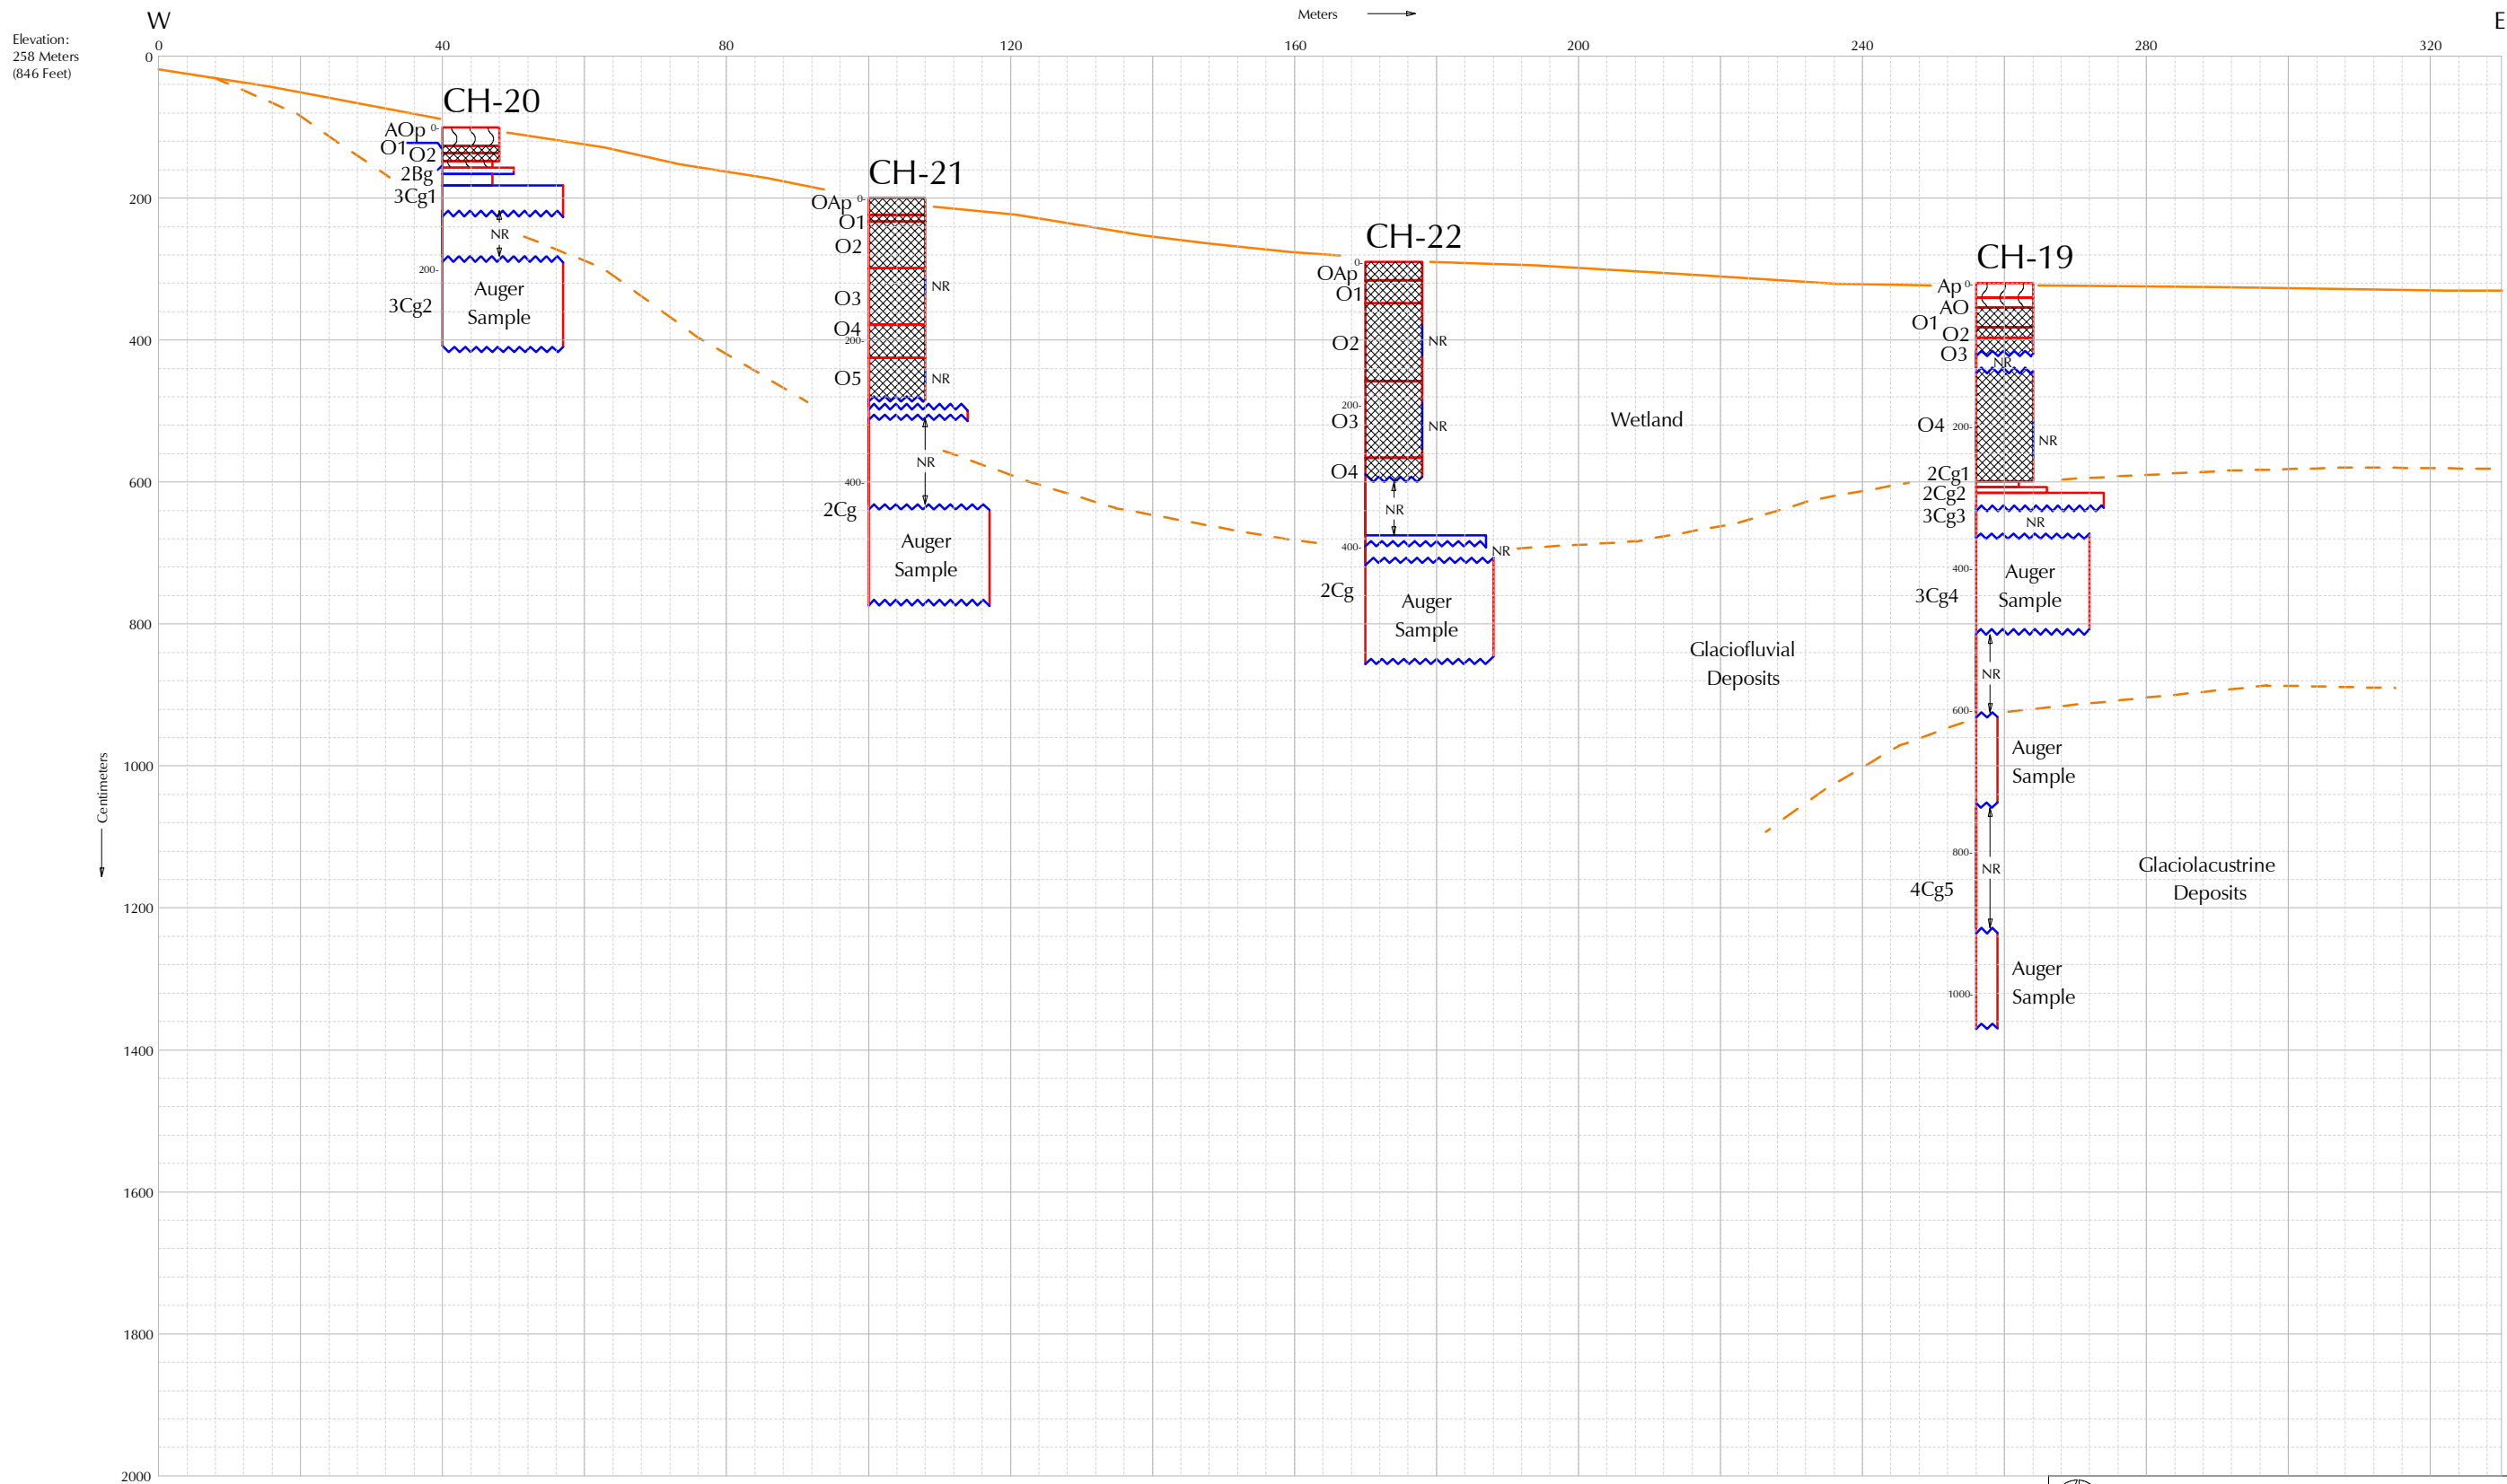 W
Meters
E
Elevation:
258 Meters
(846 Feet)
0 40 80 120 160 200 240 280 320
0
200
400
600
800
1000
1200
1400
1600
1800
2000
Centimeters
CH-20
0-
AOp
O1
O2
2Bg
3Cg1
NR
200-
3Cg2
Auger
Sample
CH-21
0-
OAp
O1
O2
NR
O3
O4
200-
O5
NR
NR
400-
2Cg
Auger
Sample
CH-22
0-
OAp
O1
O2
NR
200-
O3
NR
O4
NR
400-
NR
2Cg
Auger
Sample
Wetland
Glaciofluvial
Deposits
CH-19
0-
Ap
AO
O1
O2
O3
NR
O4
200-
NR
2Cg1
2Cg2
3Cg3
NR
400-
3Cg4
Auger
Sample
NR
600-
Auger
Sample
800-
NR
4Cg5
Auger
Sample
1000-
Glaciolacustrine
Deposits